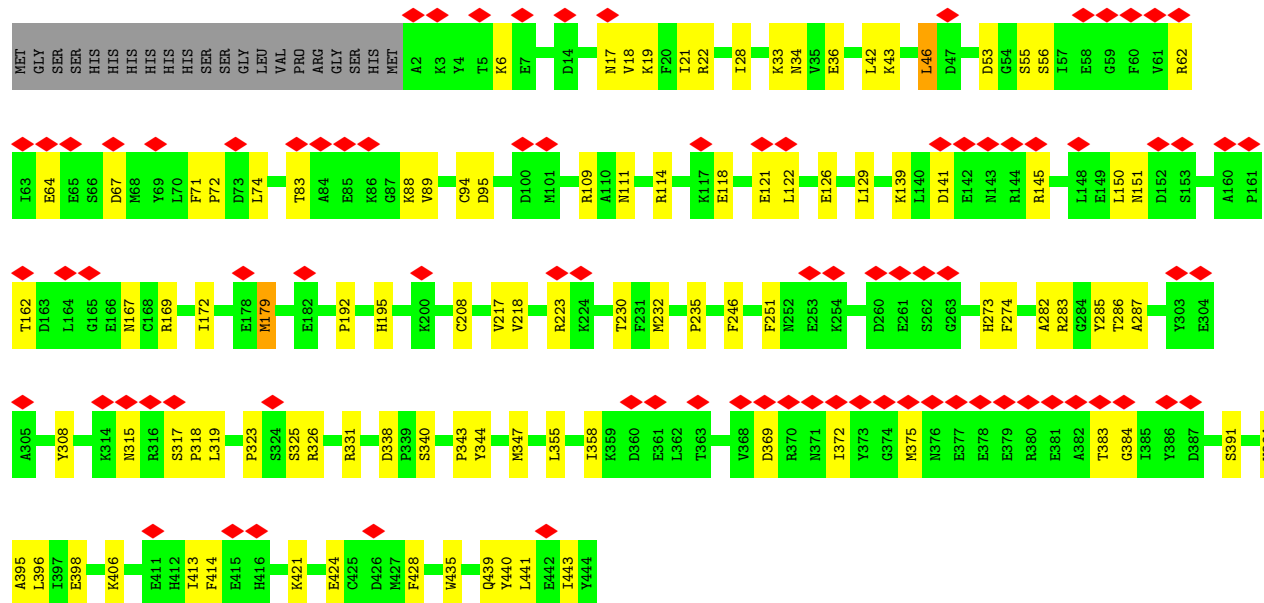 MET GLY SER SER HIS HIS HIS HIS HIS HIS SER SER GLY LEU VAL PRO ARG GLY SER HIS MET A2 K3 Y4 T5 K6 E7 D14 N17 V18 K19 F20 I21 R22 I28 K33 N34 V35 E36 L42 K43 L46 D47 D53 G54 S55 S56 I57 E58 G59 F60 V61 R62
I63 E64 E65 S66 D67 M68 Y69 L70 F71 P72 D73 L74 T83 A84 E85 K86 G87 K88 V89 C94 D95 D100 M101 R109 A110 N111 R114 K117 E118 E121 L122 E126 L129 K139 L140 D141 E142 N143 R144 R145 L148 E149 L150 N151 D152 S153 A160 P161
T162 D163 L164 G165 E166 N167 C168 R169 I172 E178 M179 E182 P192 H195 K200 C208 V217 V218 R223 K224 T230 F231 M232 P235 F246 F251 N252 E253 K254 D260 E261 S262 G263 H273 F274 A282 R283 G284 Y285 T286 A287 Y303 E304
A305 Y308 K314 N315 R316 S317 P318 L319 P323 S324 S325 R326 R331 D338 P339 S340 P343 Y344 M347 L355 I358 K359 D360 E361 L362 T363 V368 D369 R370 N371 I372 Y373 G374 M375 N376 E377 E378 E379 R380 E381 A382 T383 G384 I385 Y386 D387 S391
A395 L396 I397 E398 K406 E411 H412 I413 F414 E415 H416 K421 E424 C425 D426 M427 F428 W435 Q439 Y440 L441 E442 I443 Y444